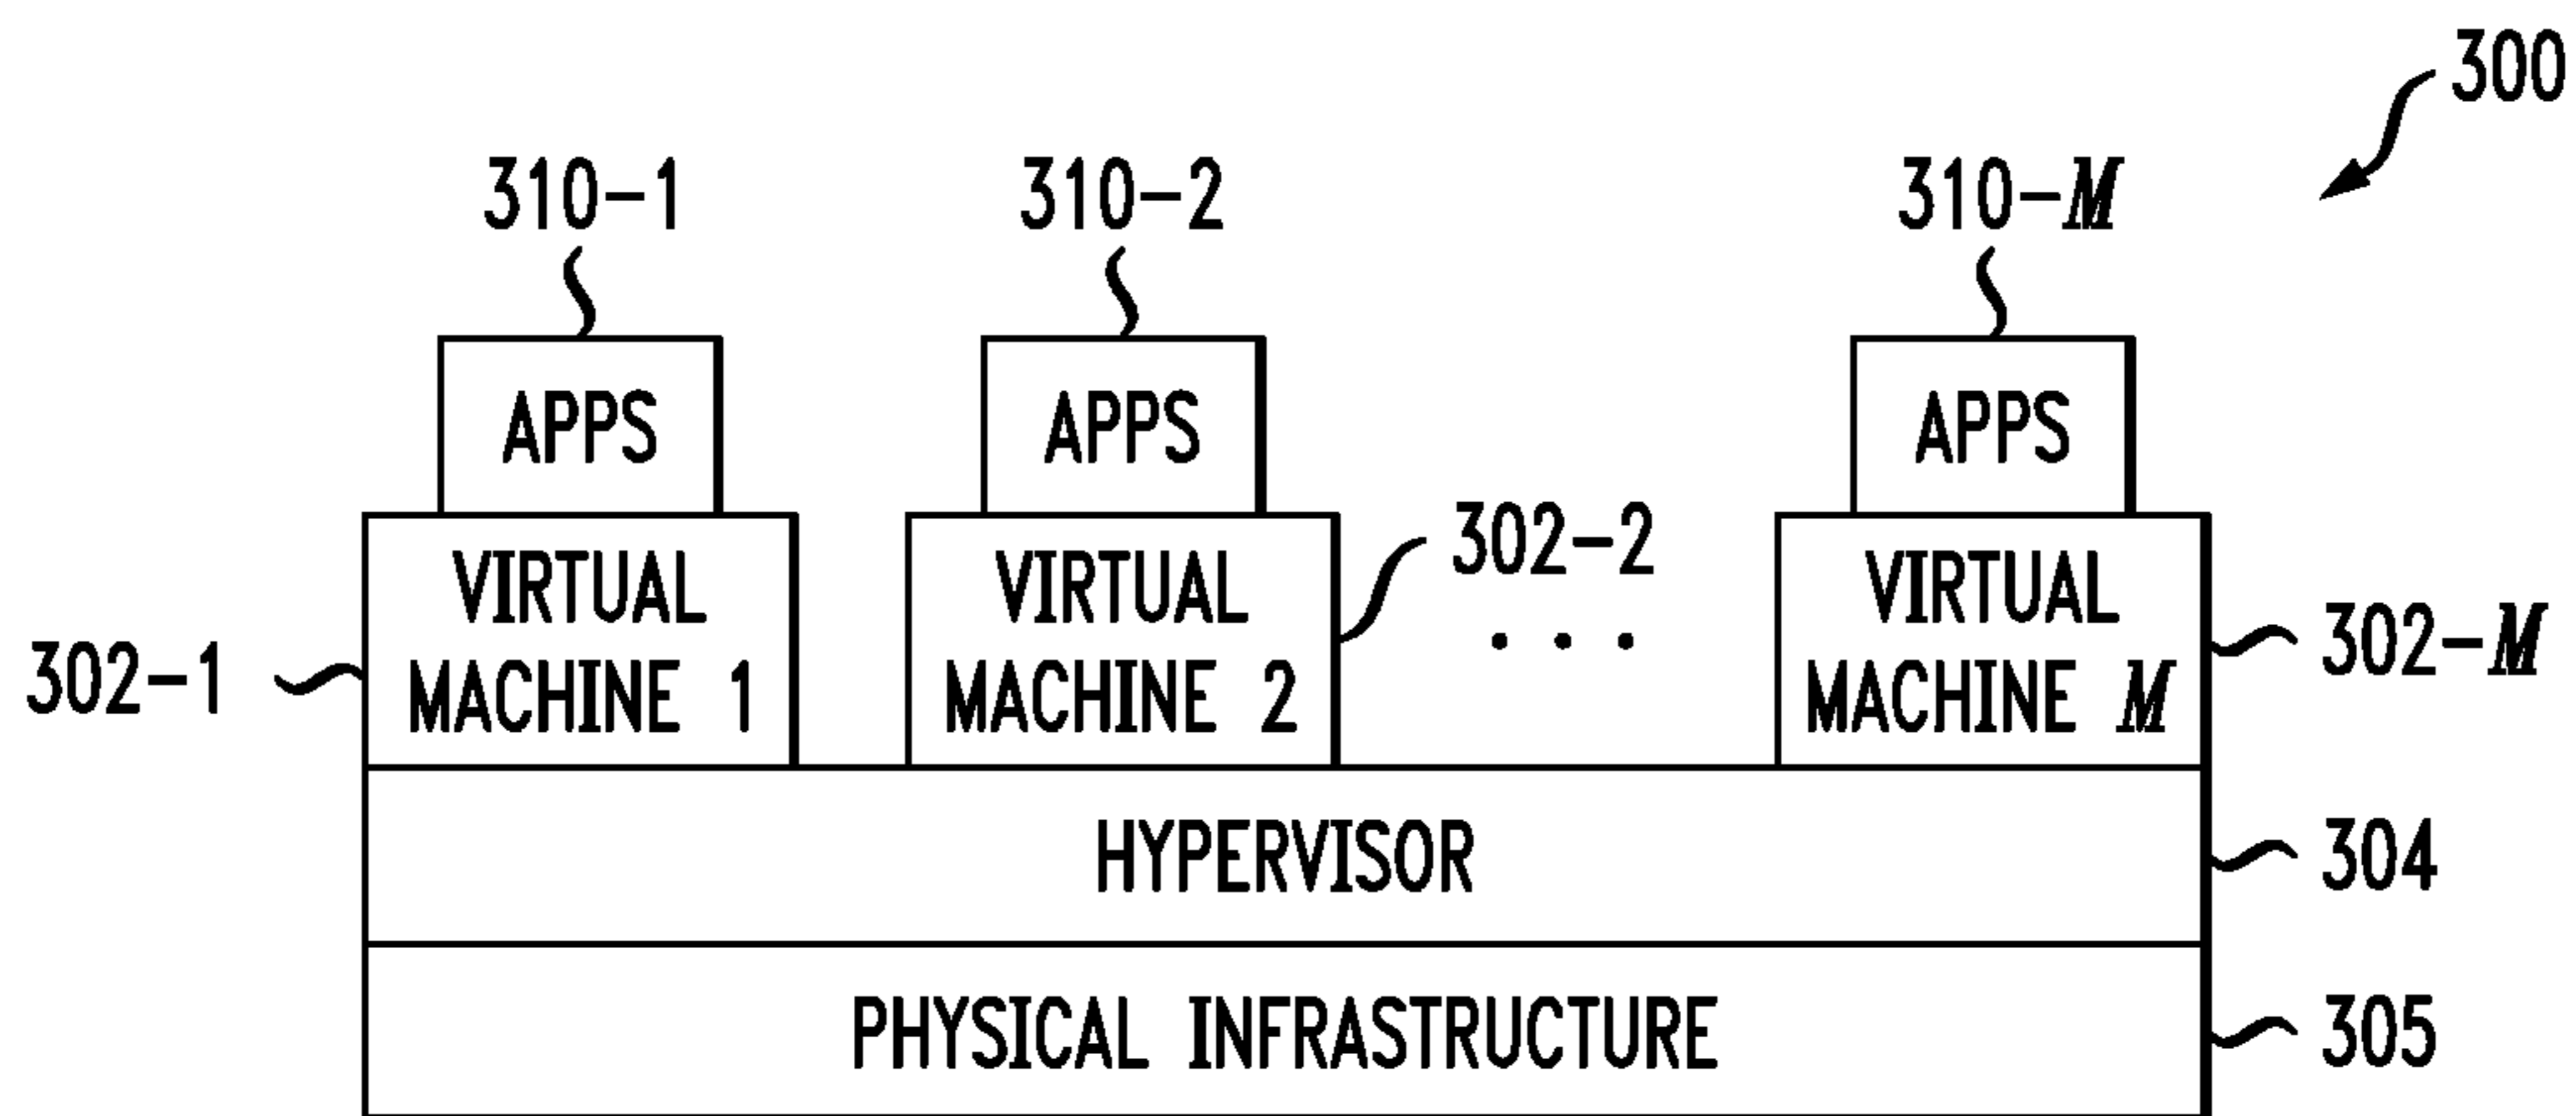 300
310-1
310-2
310-M
APPS
APPS
APPS
302-1
VIRTUAL
MACHINE 1
VIRTUAL
MACHINE 2
302-2
. . .
VIRTUAL
MACHINE M
302-M
HYPERVISOR
304
PHYSICAL INFRASTRUCTURE
305